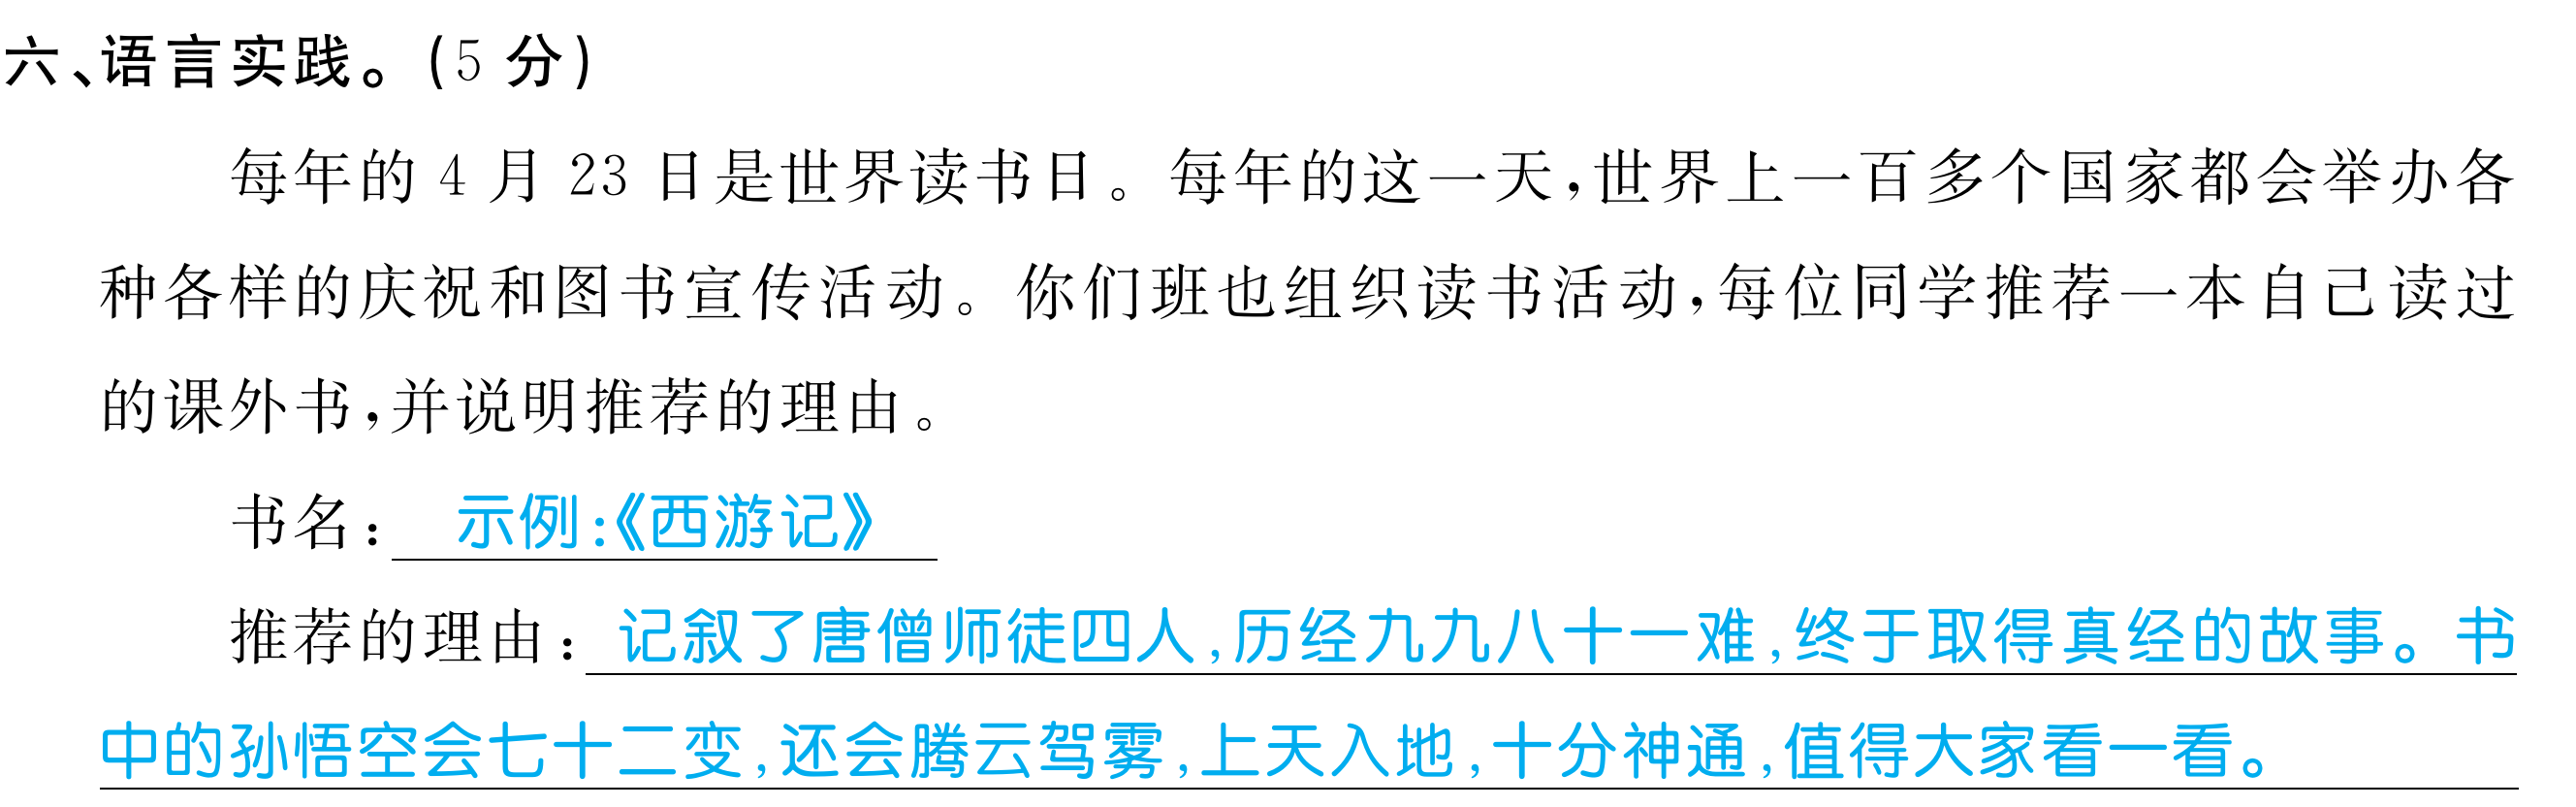 六、语言实践。(5 分)
每年的 4 月 23 日是世界读书日。每年的这一天,世界上一百多个国家都会举办各
种各样的庆祝和图书宣传活动。你们班也组织读书活动,每位同学推荐一本自己读过
的课外书,并说明推荐的理由。
书名:示例:《西游记》
推荐的理由:记叙了唐僧师徒四人,历经九九八十一难,终于取得真经的故事。书
中的孙悟空会七十二变,还会腾云驾雾,上天入地,十分神通,值得大家看一看。